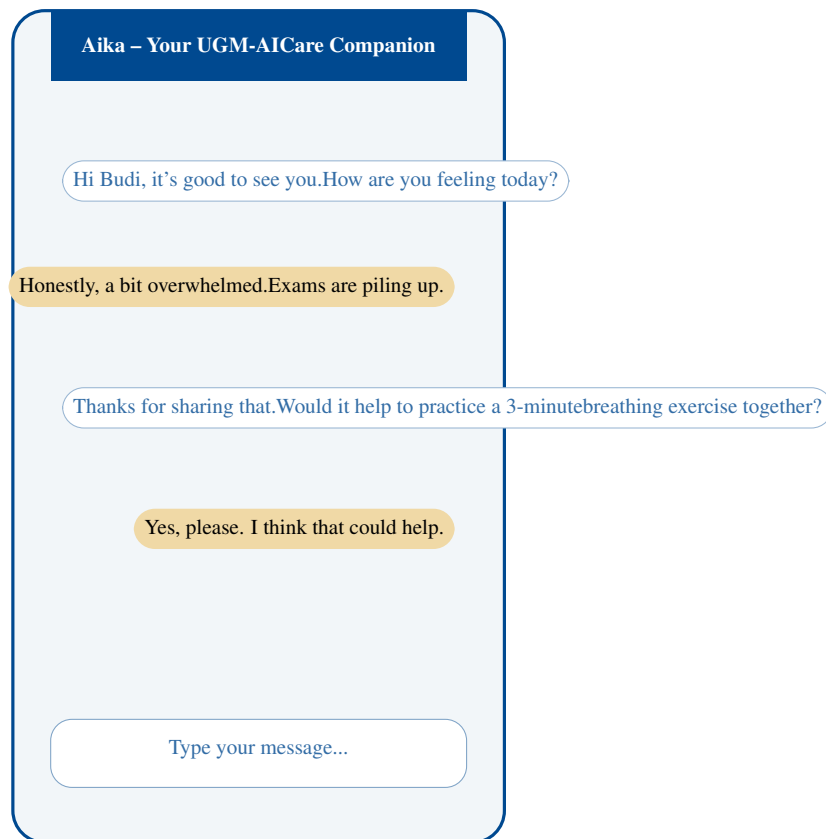 Aika – Your UGM-AICare Companion
Hi Budi, it's good to see you.How are you feeling today?
Honestly, a bit overwhelmed.Exams are piling up.
Thanks for sharing that.Would it help to practice a 3-minutebreathing exercise together?
Yes, please. I think that could help.
Type your message...